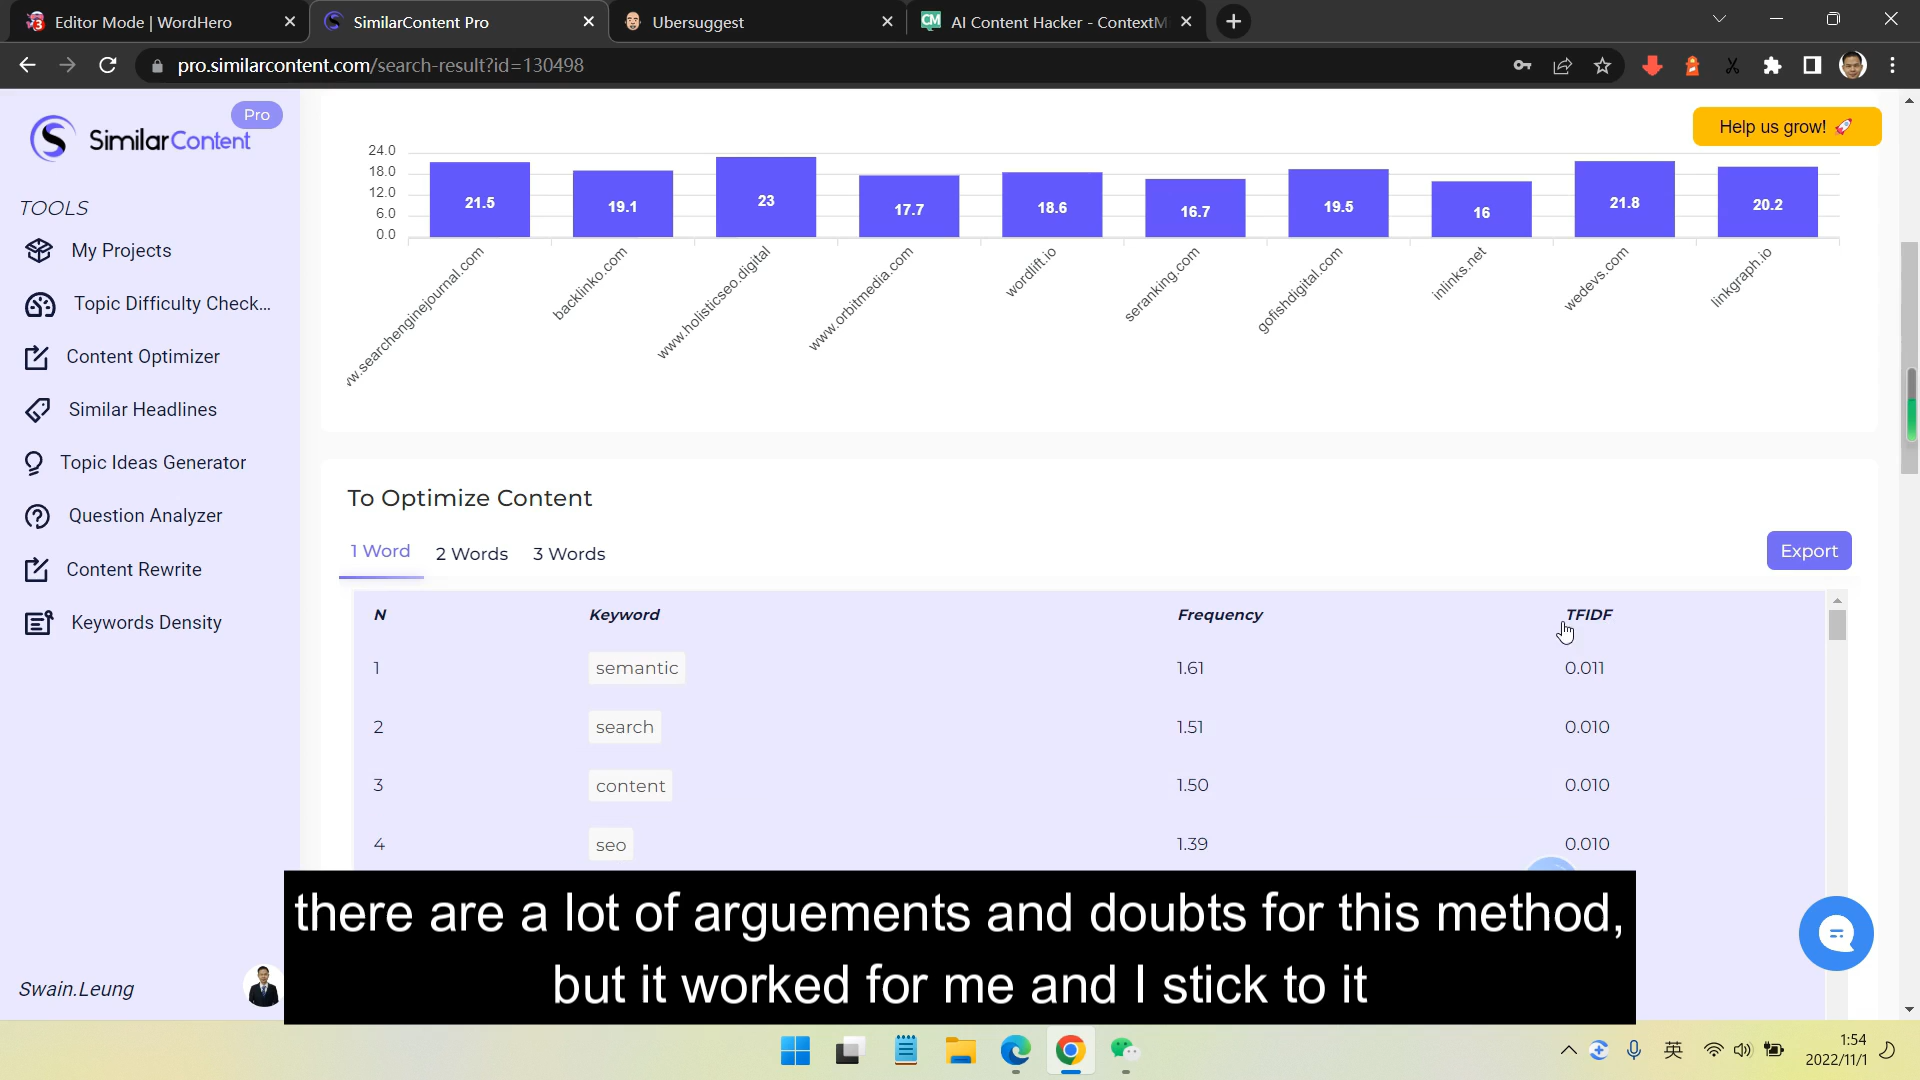 Editor Mode | WordHero
SimilarContent Pro
Ubersuggest
AI Content Hacker - ContextM
pro.similarcontent.com/search-result?id=130498
Pro
SimilarContent
TOOLS
My Projects
Topic Difficulty Check...
Content Optimizer
Similar Headlines
Topic Ideas Generator
Question Analyzer
Content Rewrite
Keywords Density
Swain.Leung
Help us grow! 🚀
24.0
18.0
12.0
6.0
0.0
21.5
19.1
23
17.7
18.6
16.7
19.5
16
21.8
20.2
w.searchenginejournal.com
backlinko.com
www.holisticseo.digital
www.orbitmedia.com
wordlift.io
seranking.com
gofishdigital.com
inlinks.net
wedevs.com
linkgraph.io
To Optimize Content
1 Word 2 Words 3 Words
Export
N Keyword Frequency TFIDF
1 semantic 1.61 0.011
2 search 1.51 0.010
3 content 1.50 0.010
4 seo 1.39 0.010
there are a lot of arguements and doubts for this method,
but it worked for me and I stick to it
英
1:54
2022/11/1